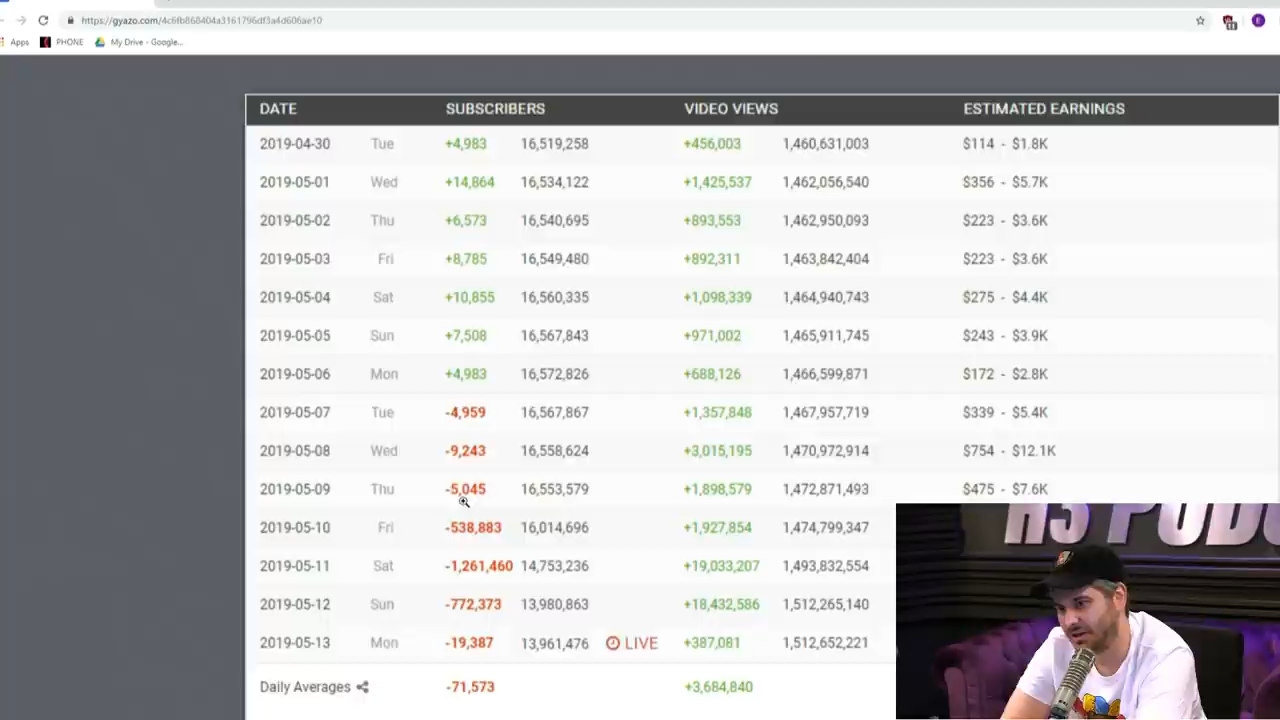 https://gyazo.com/4c6fb868404a3161796df3a4d606ae10
Apps PHONE My Drive - Google...
DATE SUBSCRIBERS VIDEO VIEWS ESTIMATED EARNINGS
2019-04-30 Tue +4,983 16,519,258 +456,003 1,460,631,003 $114 - $1.8K
2019-05-01 Wed +14,864 16,534,122 +1,425,537 1,462,056,540 $356 - $5.7K
2019-05-02 Thu +6,573 16,540,695 +893,553 1,462,950,093 $223 - $3.6K
2019-05-03 Fri +8,785 16,549,480 +892,311 1,463,842,404 $223 - $3.6K
2019-05-04 Sat +10,855 16,560,335 +1,098,339 1,464,940,743 $275 - $4.4K
2019-05-05 Sun +7,508 16,567,843 +971,002 1,465,911,745 $243 - $3.9K
2019-05-06 Mon +4,983 16,572,826 +688,126 1,466,599,871 $172 - $2.8K
2019-05-07 Tue -4,959 16,567,867 +1,357,848 1,467,957,719 $339 - $5.4K
2019-05-08 Wed -9,243 16,558,624 +3,015,195 1,470,972,914 $754 - $12.1K
2019-05-09 Thu -5,045 16,553,579 +1,898,579 1,472,871,493 $475 - $7.6K
2019-05-10 Fri -538,883 16,014,696 +1,927,854 1,474,799,347
2019-05-11 Sat -1,261,460 14,753,236 +19,033,207 1,493,832,554
2019-05-12 Sun -772,373 13,980,863 +18,432,586 1,512,265,140
2019-05-13 Mon -19,387 13,961,476 LIVE +387,081 1,512,652,221
Daily Averages -71,573 +3,684,840
H3 PODC